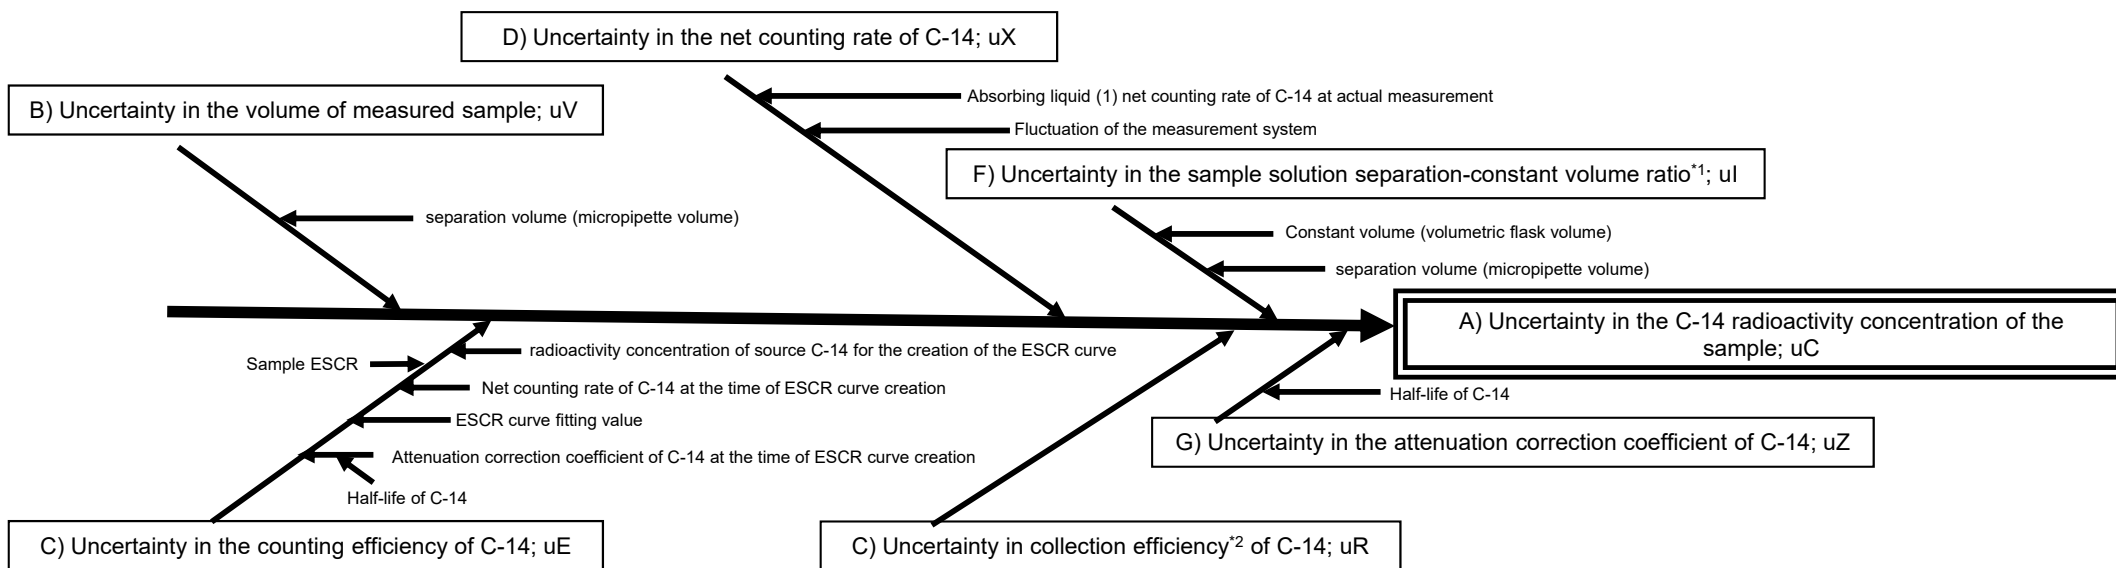 D) Uncertainty in the net counting rate of C-14; uX
B) Uncertainty in the volume of measured sample; uV
Absorbing liquid (1) net counting rate of C-14 at actual measurement
Fluctuation of the measurement system
F) Uncertainty in the sample solution separation-constant volume ratio*1; uI
separation volume (micropipette volume)
Constant volume (volumetric flask volume)
separation volume (micropipette volume)
A) Uncertainty in the C-14 radioactivity concentration of the
sample; uC
Sample ESCR
radioactivity concentration of source C-14 for the creation of the ESCR curve
Net counting rate of C-14 at the time of ESCR curve creation
Half-life of C-14
ESCR curve fitting value
G) Uncertainty in the attenuation correction coefficient of C-14; uZ
Attenuation correction coefficient of C-14 at the time of ESCR curve creation
Half-life of C-14
C) Uncertainty in the counting efficiency of C-14; uE
C) Uncertainty in collection efficiency*2 of C-14; uR